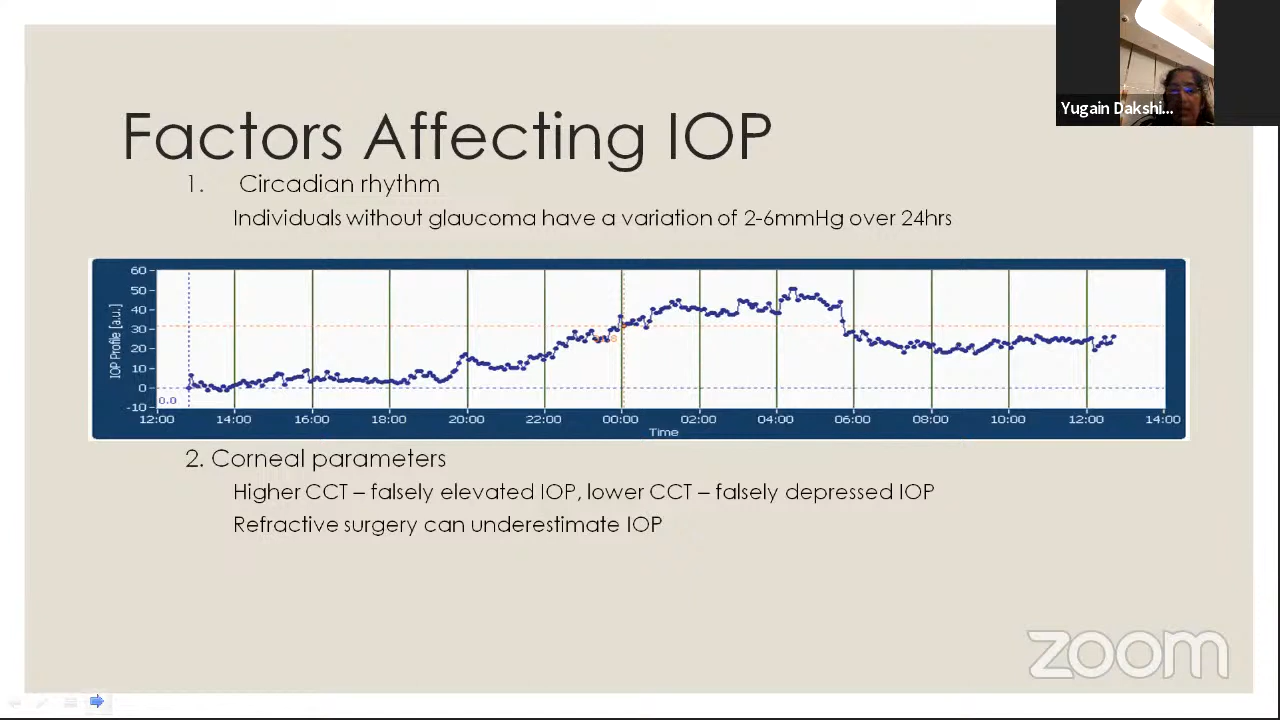 Yugain Dakshi...
Factors Affecting IOP
1. Circadian rhythm
Individuals without glaucoma have a variation of 2-6mmHg over 24hrs
IOP Profile [a.u.]
60
50
40
30
20
10
0
-10
0.0
12:00 14:00 16:00 18:00 20:00 22:00 00:00 02:00 04:00 06:00 08:00 10:00 12:00 14:00
Time
2. Corneal parameters
Higher CCT – falsely elevated IOP, lower CCT – falsely depressed IOP
Refractive surgery can underestimate IOP
zoom